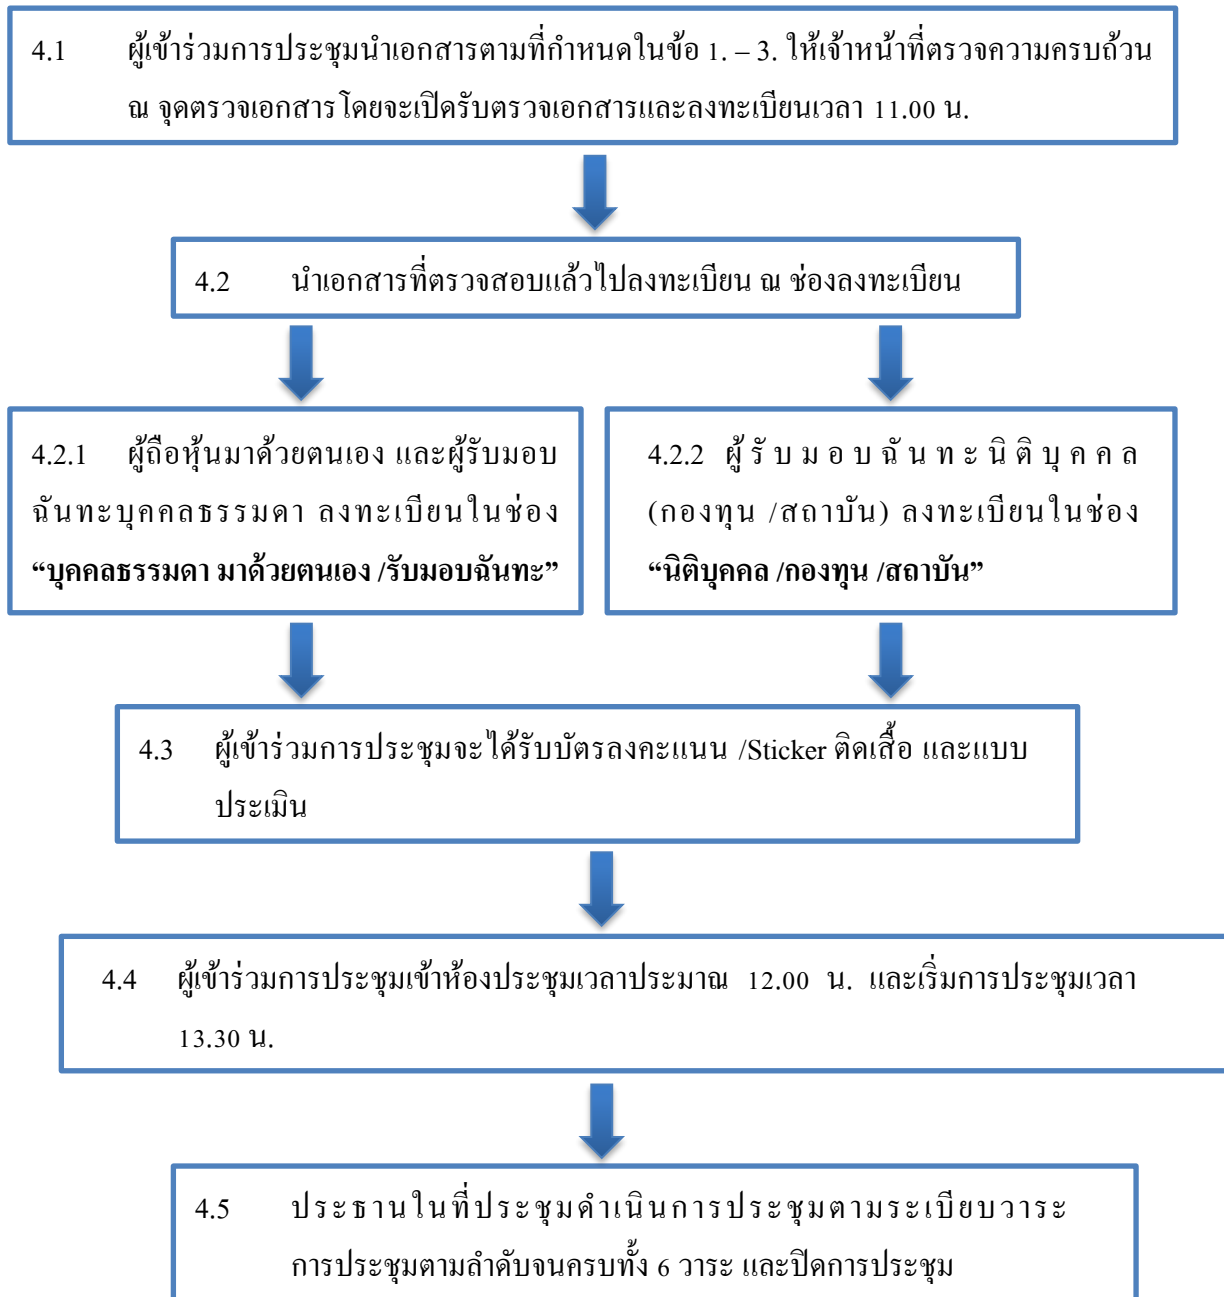 4.1 ผู้เข้าร่วมการประชุมนำเอกสารตามที่กำหนดในข้อ 1. – 3. ให้เจ้าหน้าที่ตรวจความครบถ้วน
ณ จุดตรวจเอกสารโดยจะเปิดรับตรวจเอกสารและลงทะเบียนเวลา 11.00 น.
4.2 นำเอกสารที่ตรวจสอบแล้วไปลงทะเบียน ณ ช่องลงทะเบียน
4.2.1 ผู้ถือหุ้นมาด้วยตนเอง และผู้รับมอบ
ฉันทะบุคคลธรรมดา ลงทะเบียนในช่อง
“บุคคลธรรมดา มาด้วยตนเอง /รับมอบฉันทะ”
4.2.2 ผู้รับมอบฉันทะนิติบุคคล
(กองทุน /สถาบัน) ลงทะเบียนในช่อง
“นิติบุคคล /กองทุน /สถาบัน”
4.3 ผู้เข้าร่วมการประชุมจะได้รับบัตรลงคะแนน /Sticker ติดเสื้อ และแบบ
ประเมิน
4.4 ผู้เข้าร่วมการประชุมเข้าห้องประชุมเวลาประมาณ 12.00 น. และเริ่มการประชุมเวลา
13.30 น.
4.5 ประธานในที่ประชุมดำเนินการประชุมตามระเบียบวาระ
การประชุมตามลำดับจนครบทั้ง 6 วาระ และปิดการประชุม